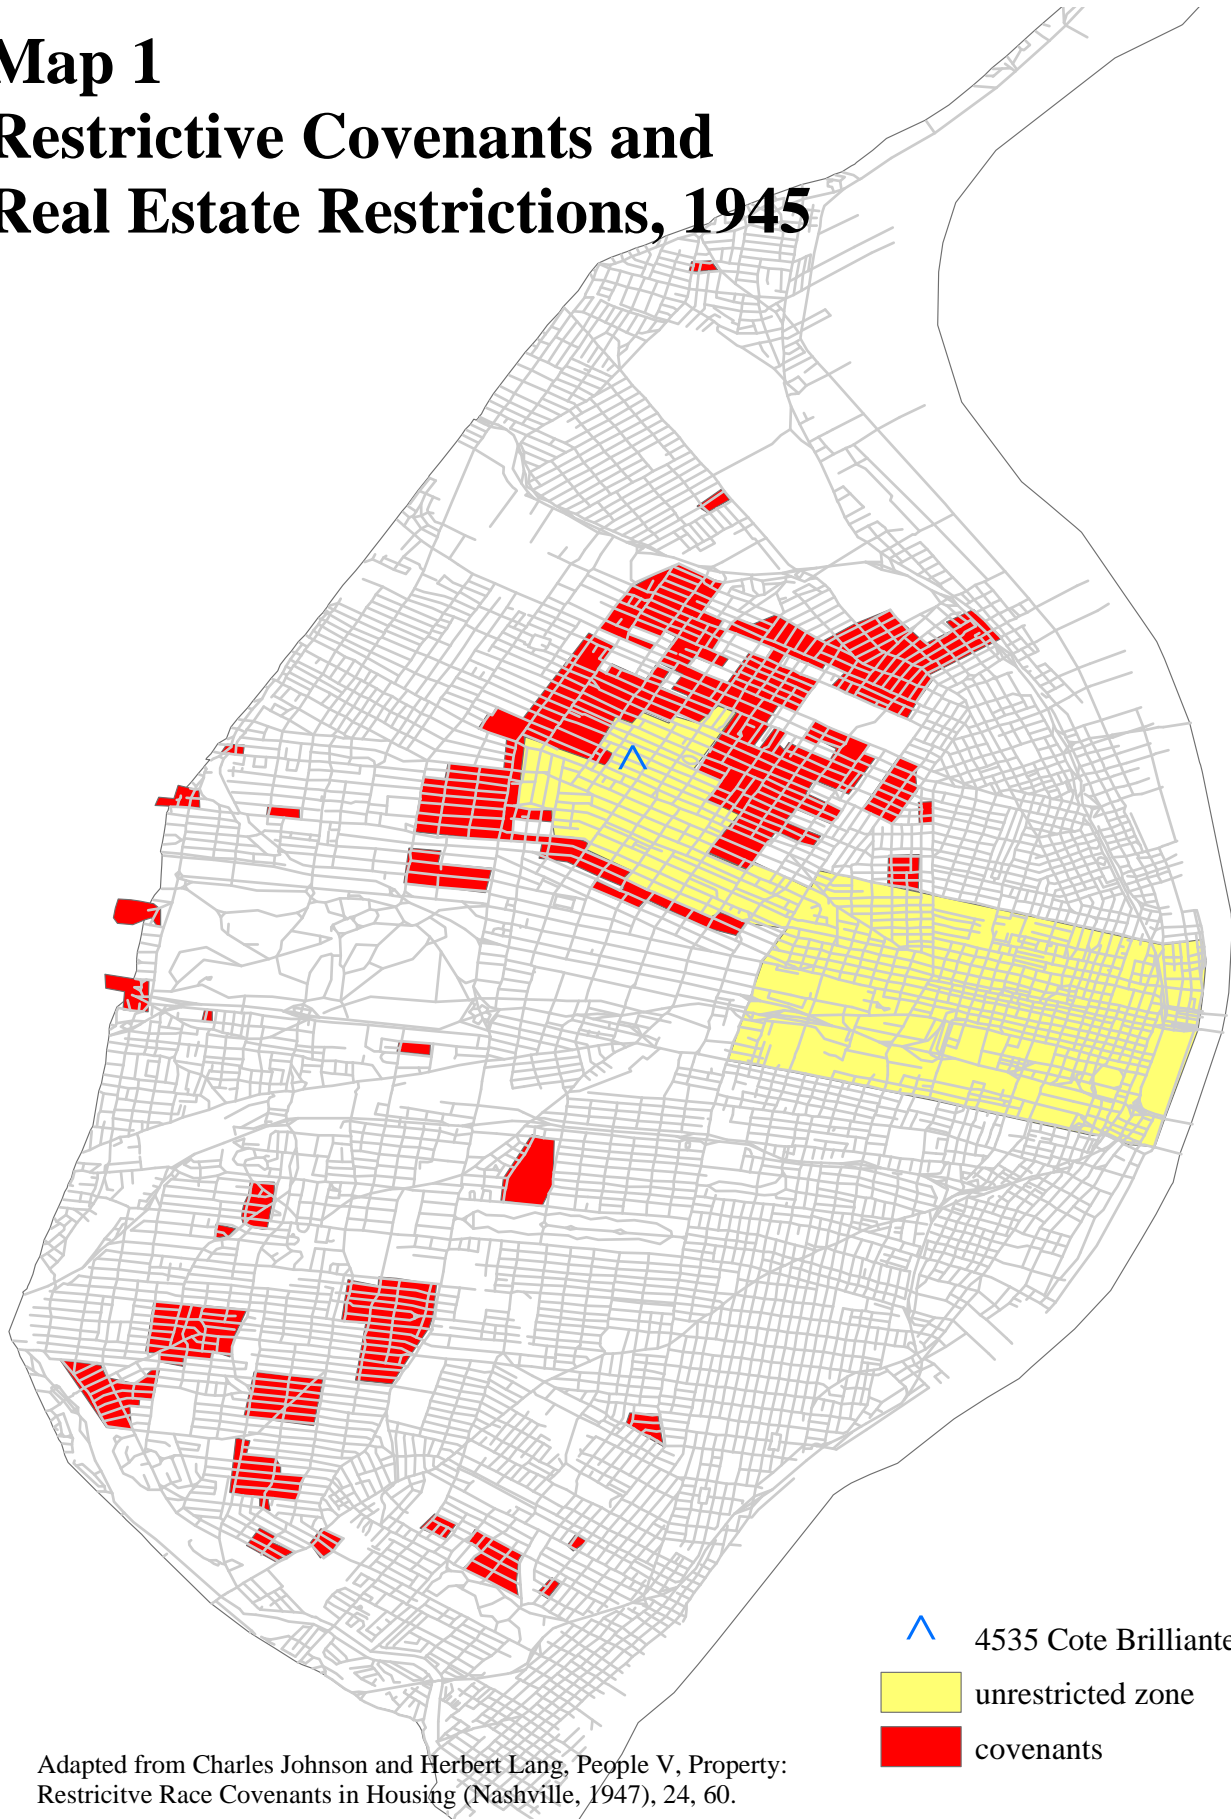 Map 1
Restrictive Covenants and
Real Estate Restrictions, 1945
^ 4535 Cote Brilliante
unrestricted zone
covenants
Adapted from Charles Johnson and Herbert Lang, People V, Property:
Restricitve Race Covenants in Housing (Nashville, 1947), 24, 60.